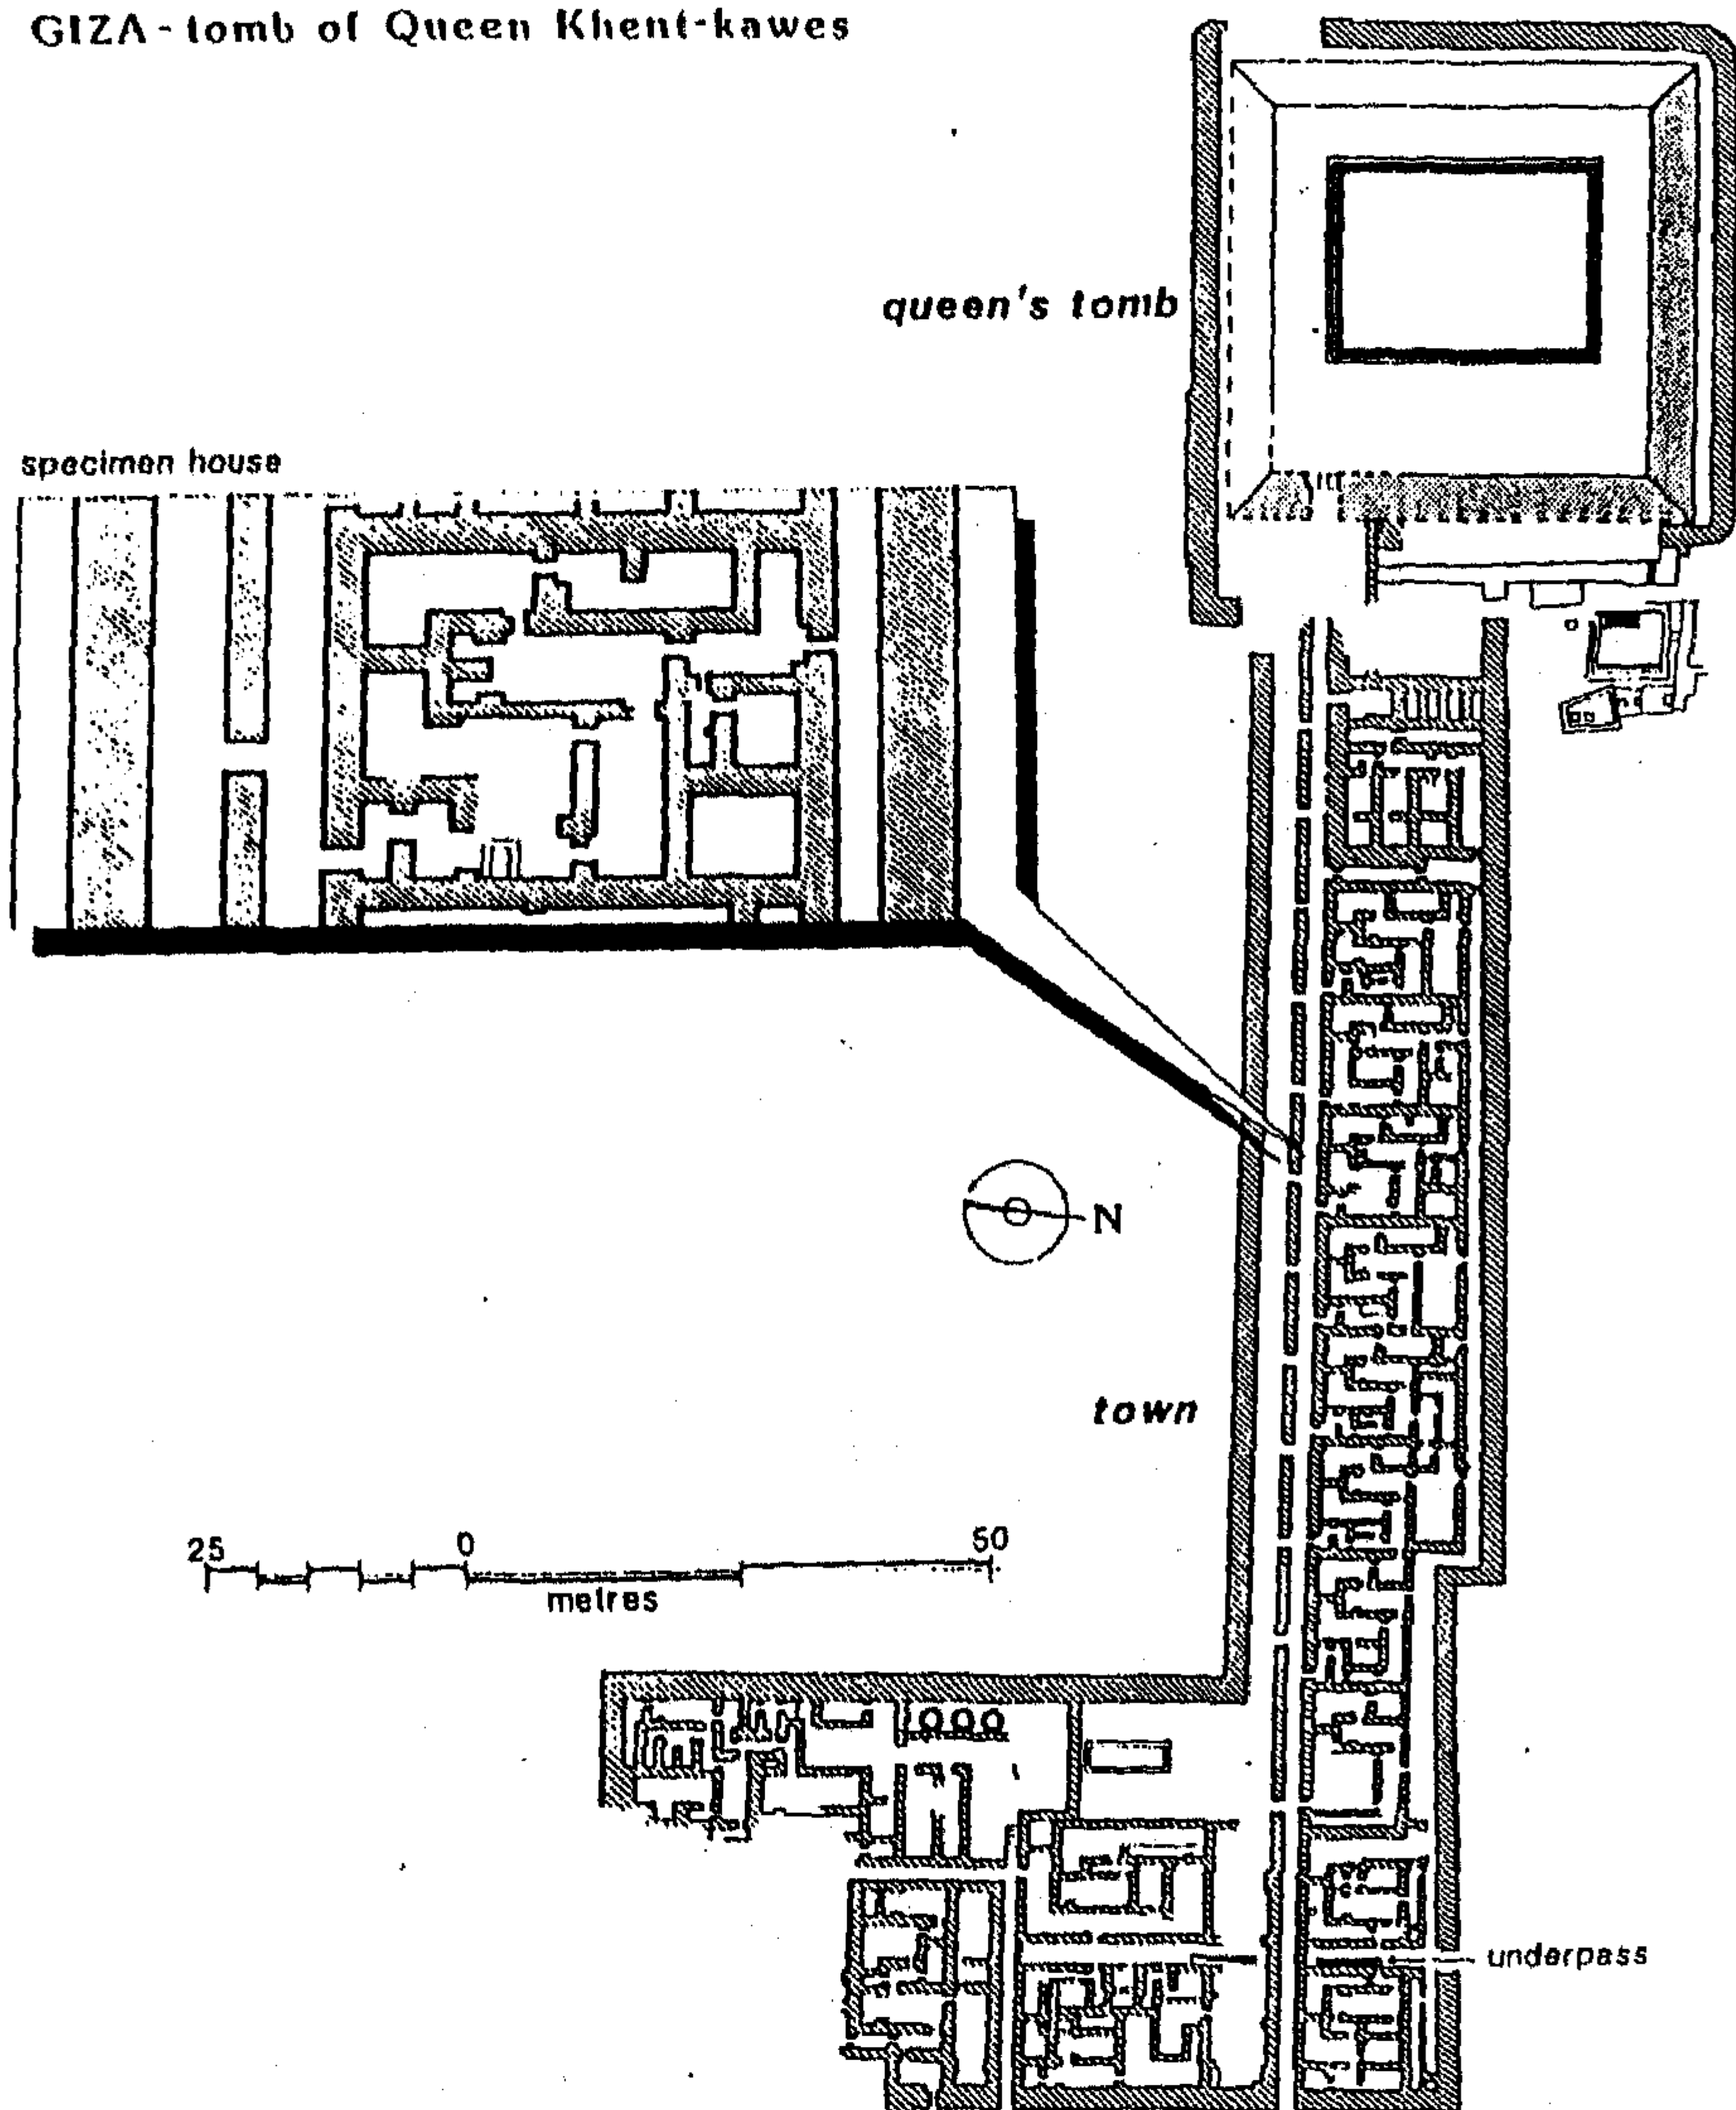 GIZA - tomb of Queen Khent-kawes
queen's tomb
specimen house
N
town
25 0 50
metres
underpass